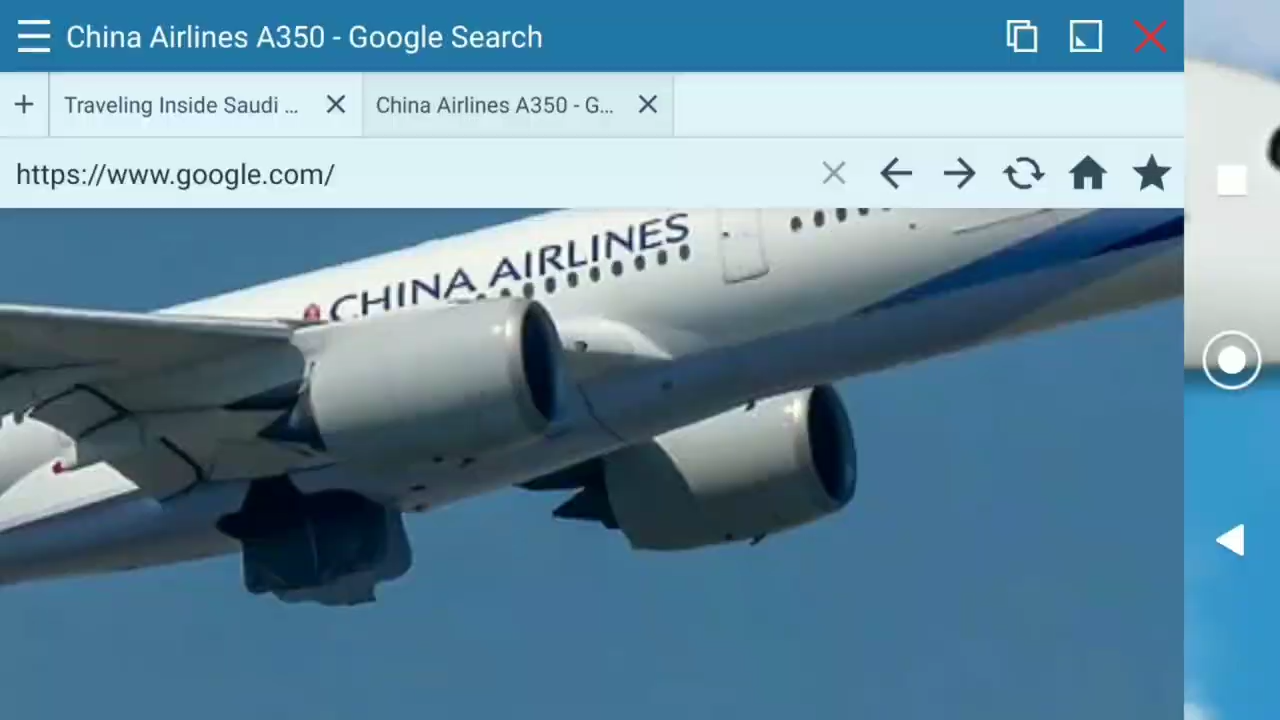 China Airlines A350 - Google Search
Traveling Inside Saudi ...
China Airlines A350 - G...
https://www.google.com/
CHINA AIRLINES